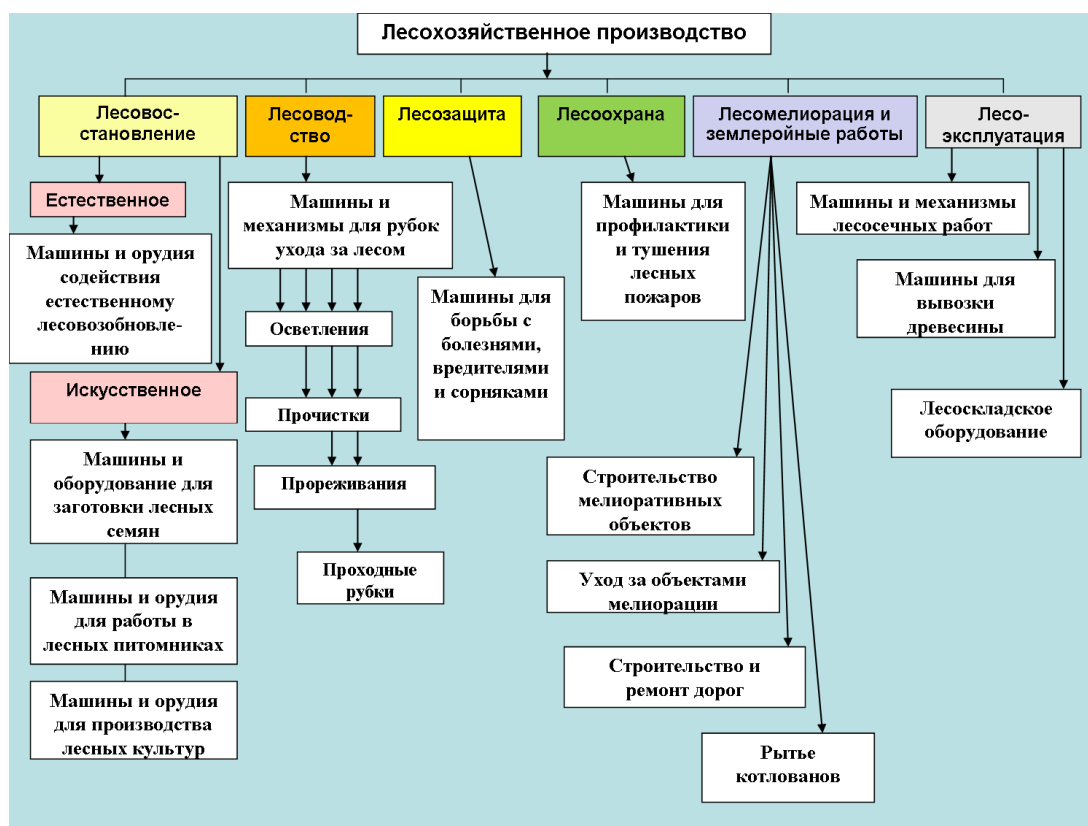 Лесохозяйственное производство
Лесовос-
становление
Лесовод-
ство
Лесозащита
Лесоохрана
Лесомелиорация и
землеройные работы
Лесо-
эксплуатация
Естественное
Машины и орудия
содействия
естественному
лесовозобновле-
нию
Искусственное
Машины и
оборудование для
заготовки лесных
семян
Машины и орудия
для работы в
лесных питомниках
Машины и орудия
для производства
лесных культур
Машины и
механизмы для рубок
ухода за лесом
Осветления
Прочистки
Прореживания
Проходные
рубки
Машины для
борьбы с
болезнями,
вредителями
и сорняками
Машины для
профилактики
и тушения
лесных
пожаров
Строительство
мелиоративных
объектов
Уход за объектами
мелиорации
Строительство и
ремонт дорог
Рытье
котлованов
Машины и механизмы
лесосечных работ
Машины для
вывозки
древесины
Лесоскладское
оборудование